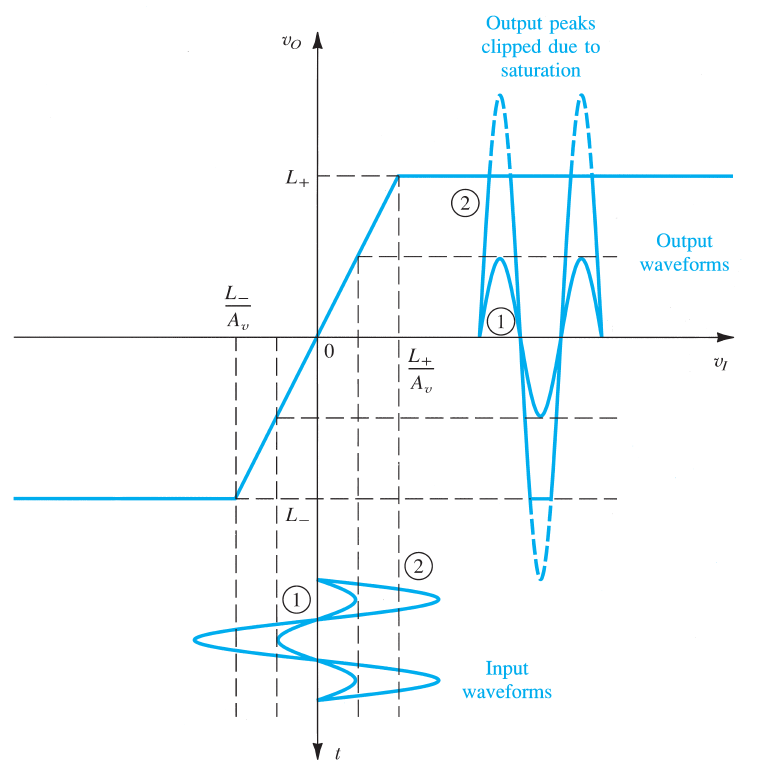 Output peaks
clipped due to
saturation
v_O
L_+
2
Output
waveforms
L_−
A_v
1
0
L_+
A_v
v_I
L_−
2
1
Input
waveforms
t